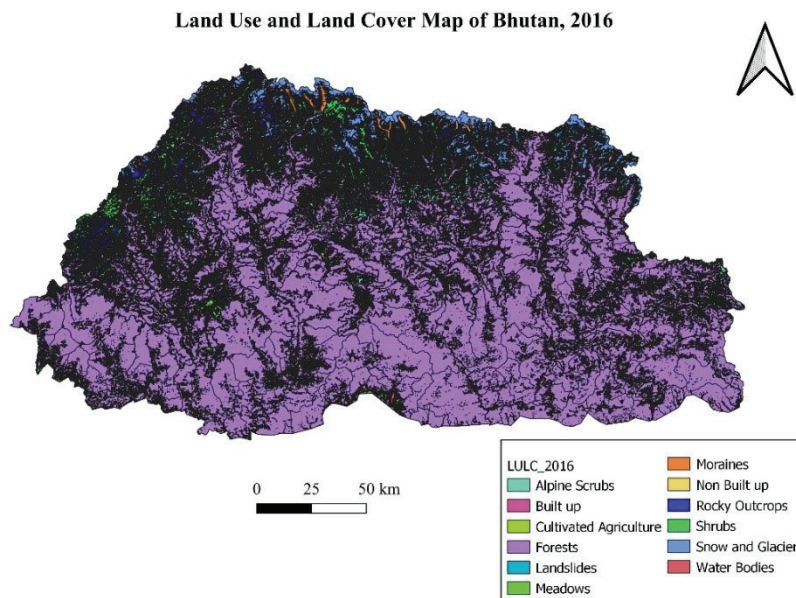 Land Use and Land Cover Map of Bhutan, 2016
0 25 50 km
LULC_2016
Alpine Scrubs
Built up
Cultivated Agriculture
Forests
Landslides
Meadows
Moraines
Non Built up
Rocky Outcrops
Shrubs
Snow and Glacier
Water Bodies